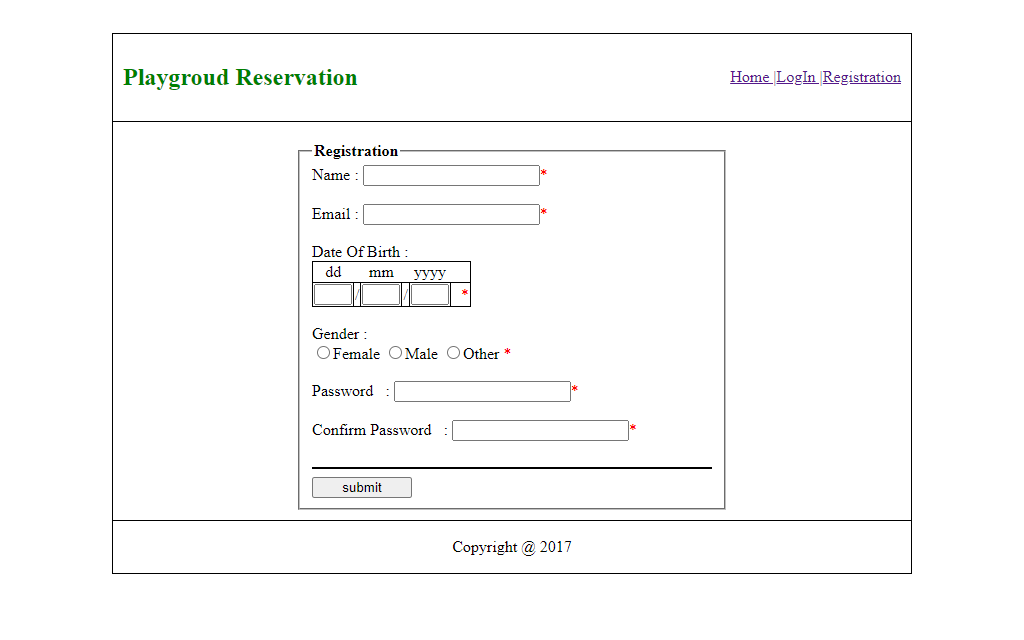 Playgroud Reservation
Home |LogIn |Registration
Registration
Name : *
Email : *
Date Of Birth :
dd mm yyyy
/ / *
Gender :
Female Male Other *
Password : *
Confirm Password : *
submit
Copyright @ 2017